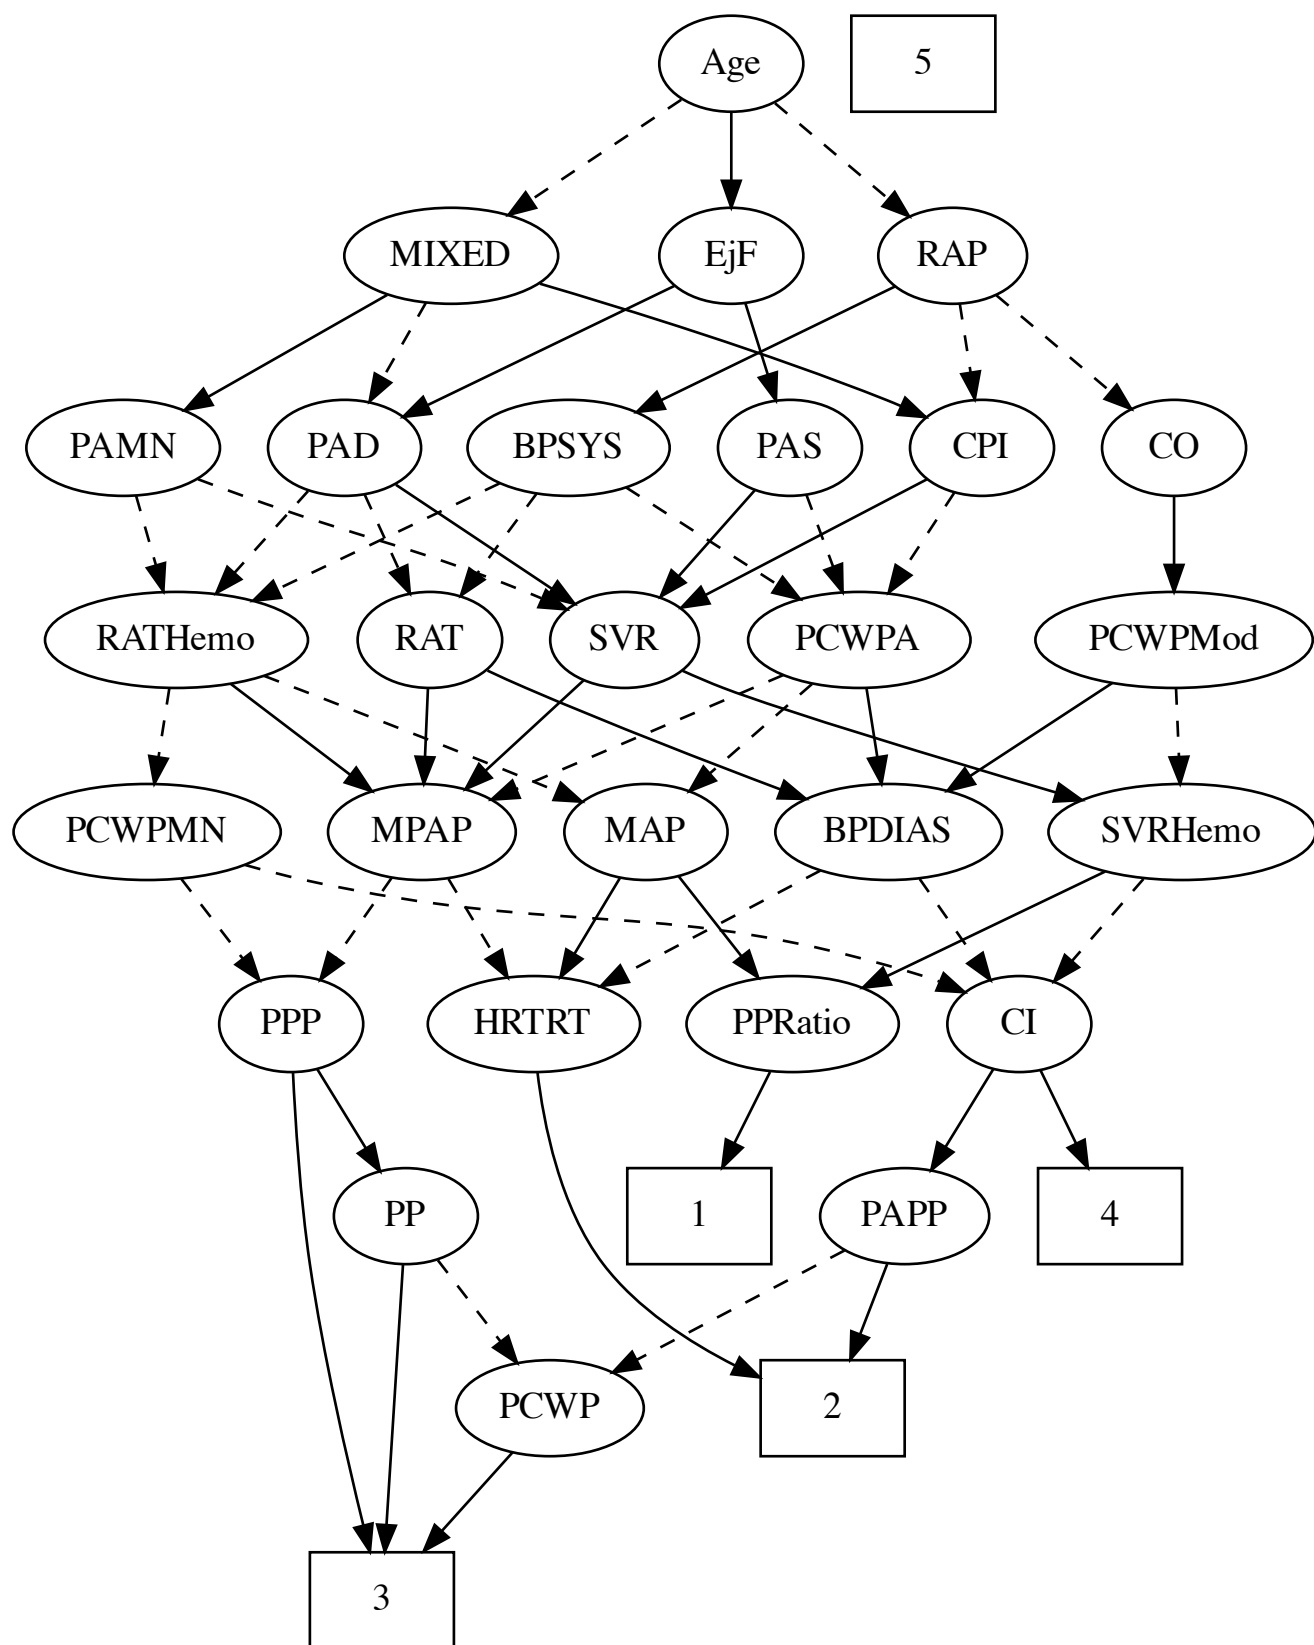 Age
5
MIXED
EjF
RAP
PAMN
PAD
BPSYS
PAS
CPI
CO
RATHemo
RAT
SVR
PCWPA
PCWPMod
PCWPMN
MPAP
MAP
BPDIAS
SVRHemo
PPP
HRTRT
PPRatio
CI
PP
1
PAPP
4
PCWP
2
3